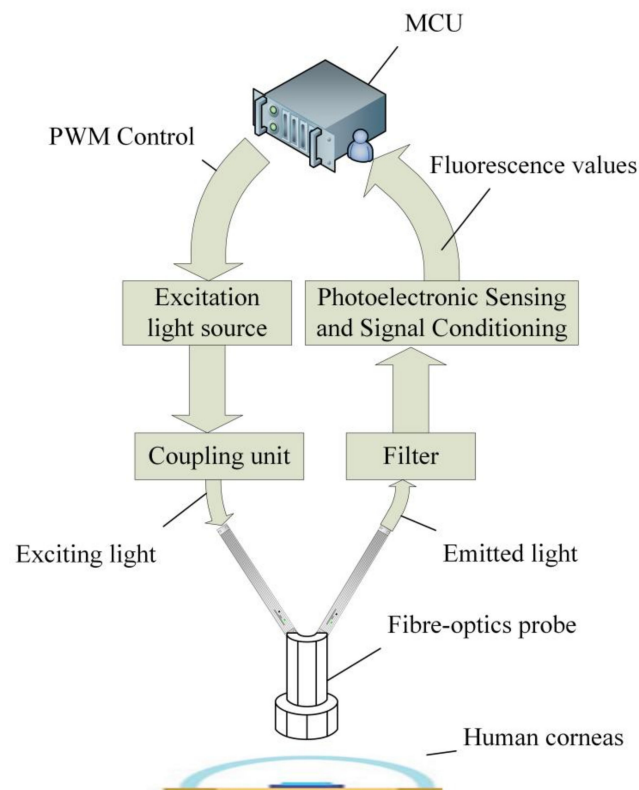 MCU
PWM Control
Fluorescence values
Excitation
light source
Photoelectronic Sensing
and Signal Conditioning
Coupling unit
Filter
Exciting light
Emitted light
Fibre-optics probe
Human corneas